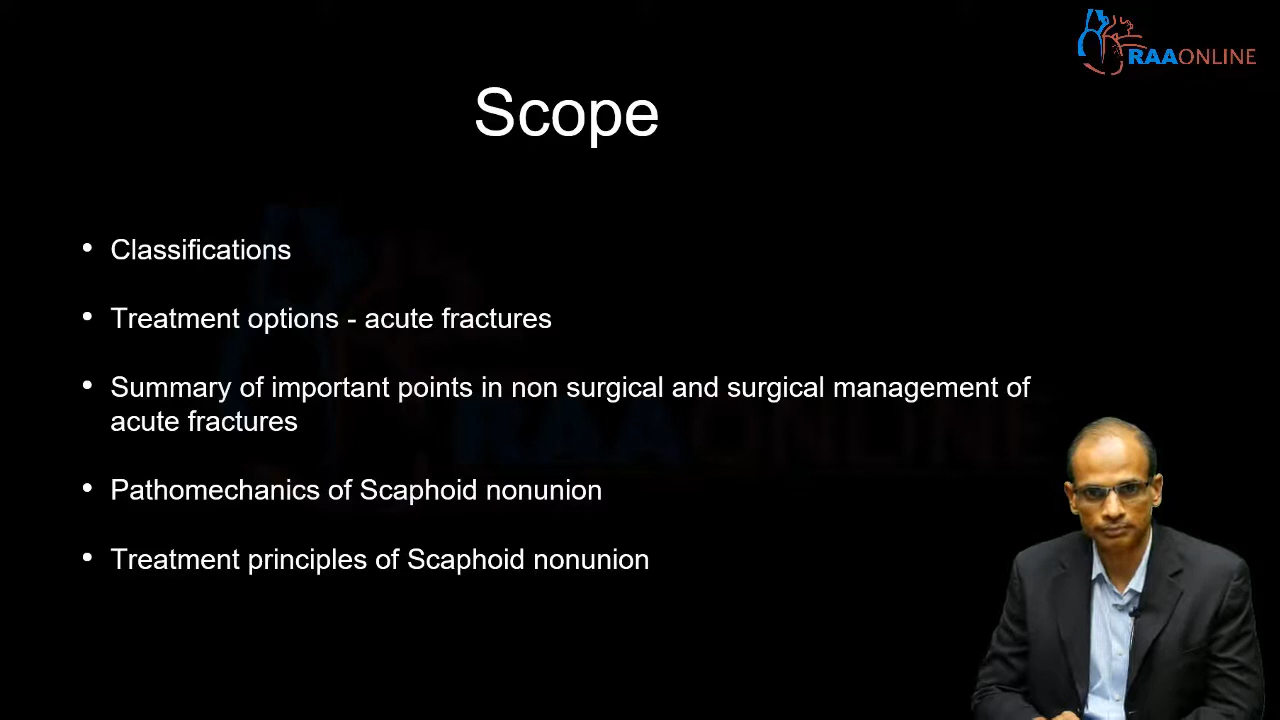 RAAONLINE
Scope
• Classifications
• Treatment options - acute fractures
• Summary of important points in non surgical and surgical management of
acute fractures
• Pathomechanics of Scaphoid nonunion
• Treatment principles of Scaphoid nonunion
RAAONLINE